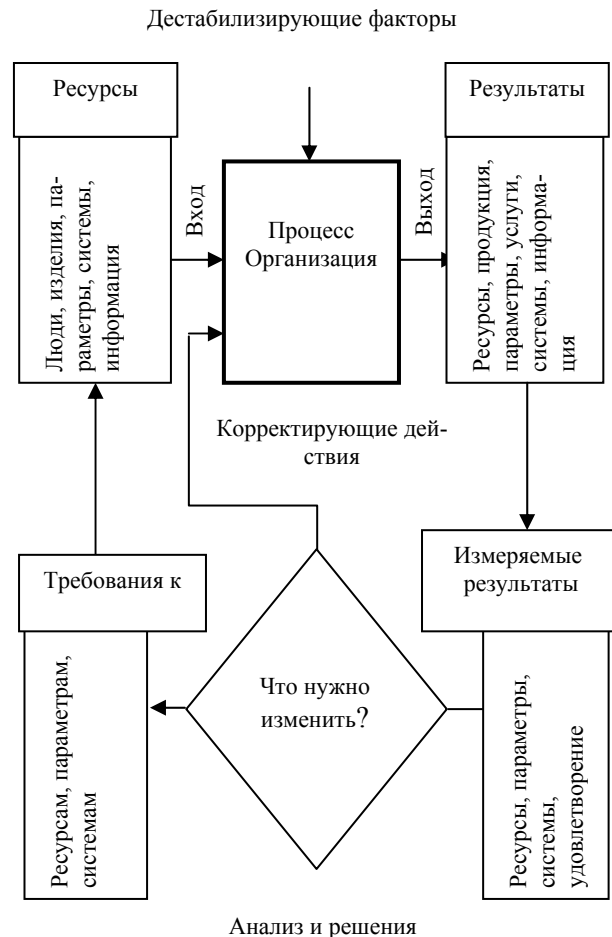 Дестабилизирующие факторы
Ресурсы
Люди, изделия, па-
раметры, системы,
информация
Вход
Процесс
Организация
Выход
Результаты
Ресурсы, продукция,
параметры, услуги,
системы, информа-
ция
Корректирующие дей-
ствия
Требования к
Ресурсам, параметрам,
системам
Что нужно
изменить?
Измеряемые
результаты
Ресурсы, параметры,
системы,
удовлетворение
Анализ и решения